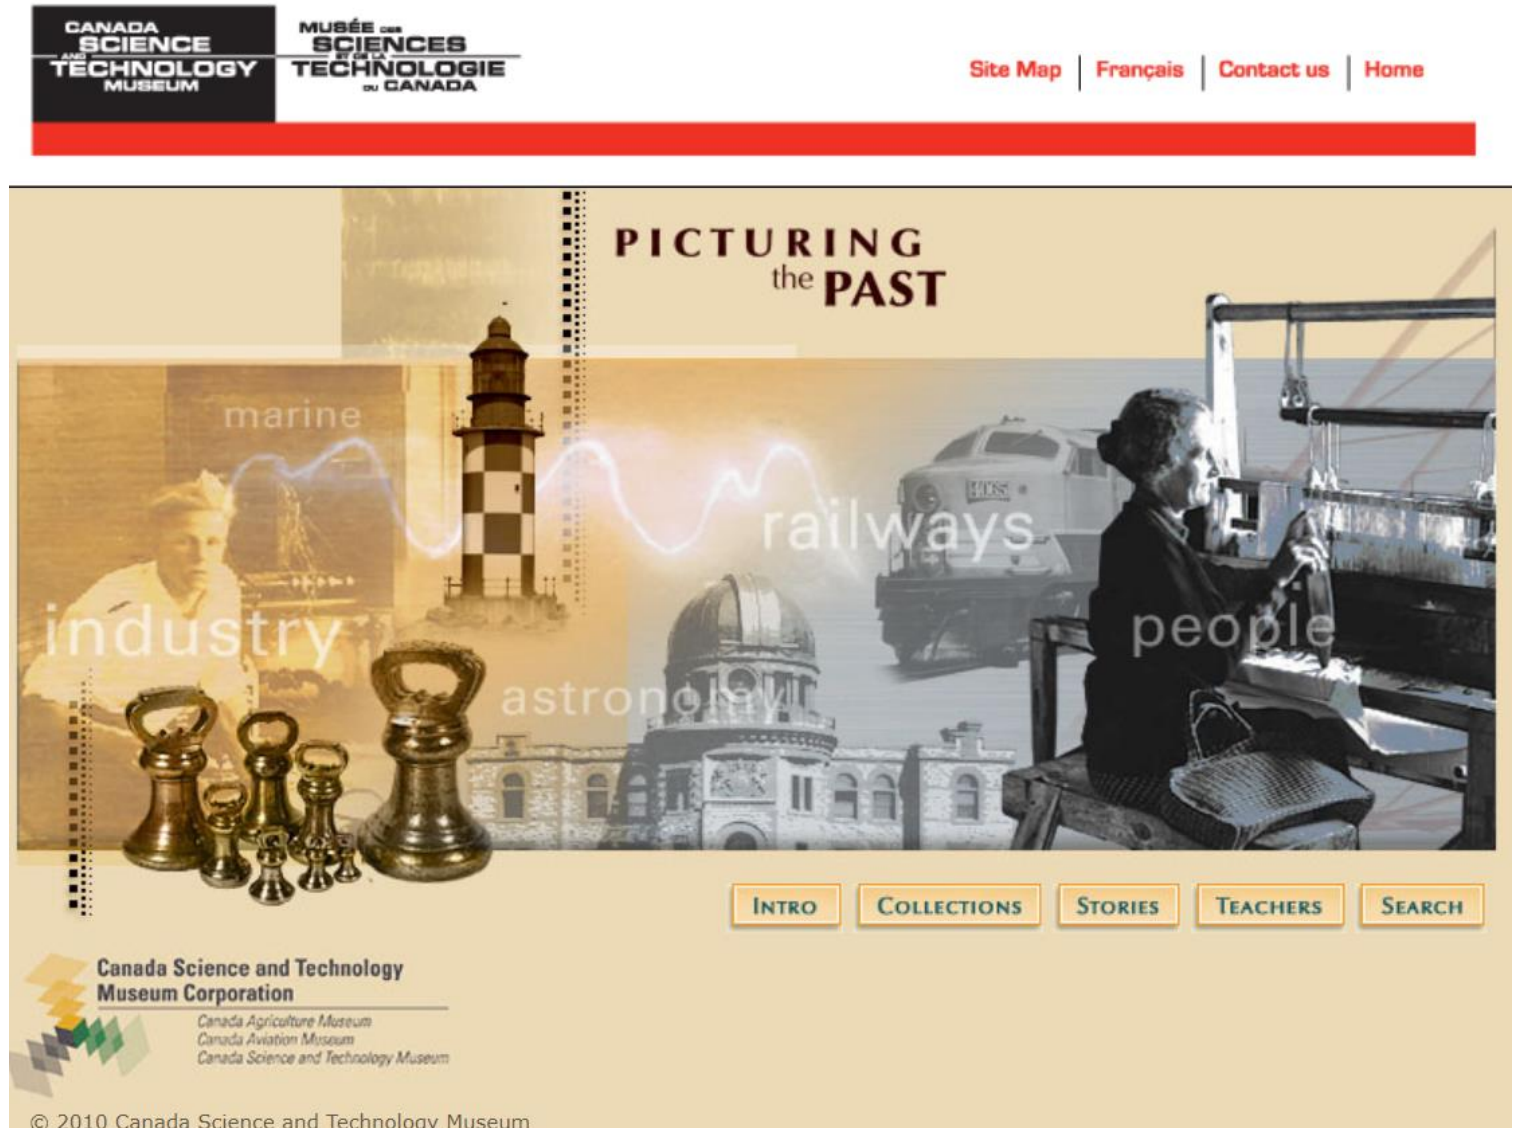 CANADA
SCIENCE
AND
TECHNOLOGY
MUSEUM
MUSÉE DES
SCIENCES
ET DE LA
TECHNOLOGIE
DU CANADA
Site Map | Français | Contact us | Home
PICTURING
the PAST
marine
railways
industry
people
astronomy
INTRO
COLLECTIONS
STORIES
TEACHERS
SEARCH
Canada Science and Technology
Museum Corporation
Canada Agriculture Museum
Canada Aviation Museum
Canada Science and Technology Museum
© 2010 Canada Science and Technology Museum